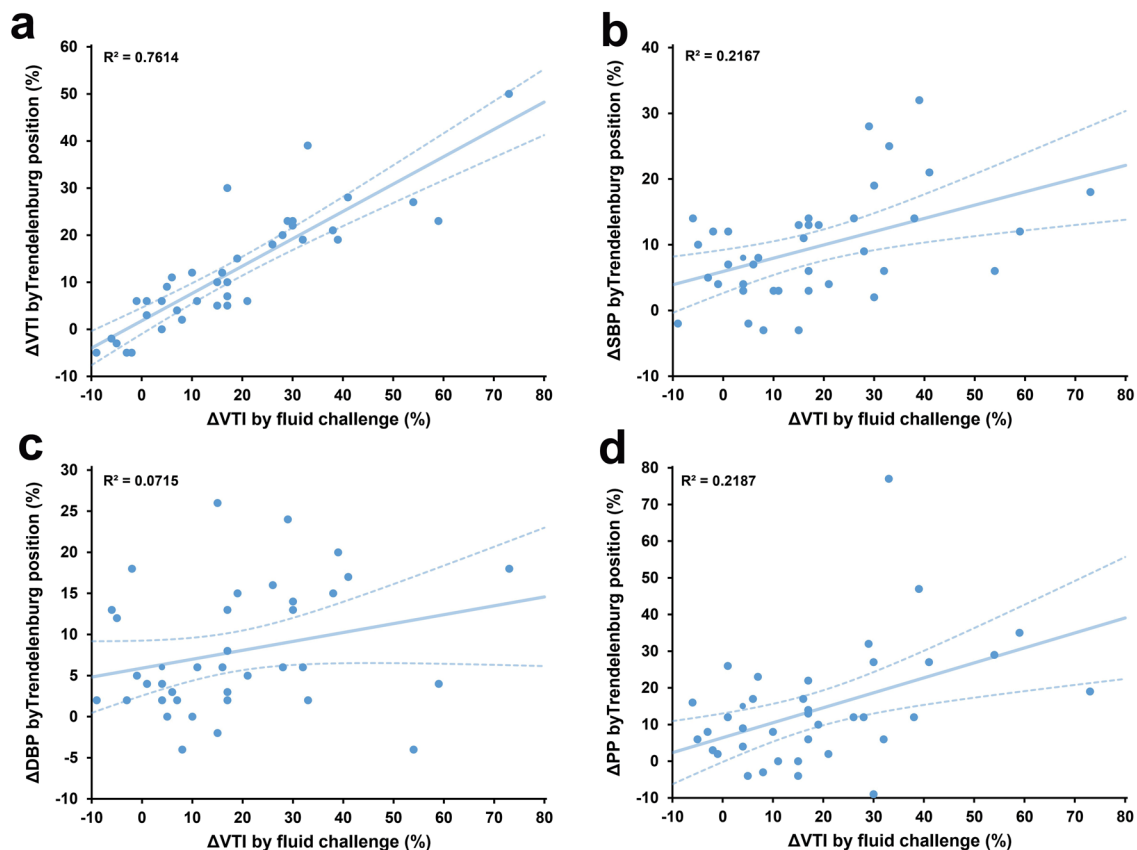 a
R² = 0.7614
ΔVTI byTrendelenburg position (%)
60
50
40
30
20
10
0
-10
-10 0 10 20 30 40 50 60 70 80
ΔVTI by fluid challenge (%)
b
R² = 0.2167
ΔSBP byTrendelenburg position (%)
40
30
20
10
0
-10
-10 0 10 20 30 40 50 60 70 80
ΔVTI by fluid challenge (%)
c
R² = 0.0715
ΔDBP byTrendelenburg position (%)
30
25
20
15
10
5
0
-5
-10
-10 0 10 20 30 40 50 60 70 80
ΔVTI by fluid challenge (%)
d
R² = 0.2187
ΔPP byTrendelenburg position (%)
80
70
60
50
40
30
20
10
0
-10
-10 0 10 20 30 40 50 60 70 80
ΔVTI by fluid challenge (%)